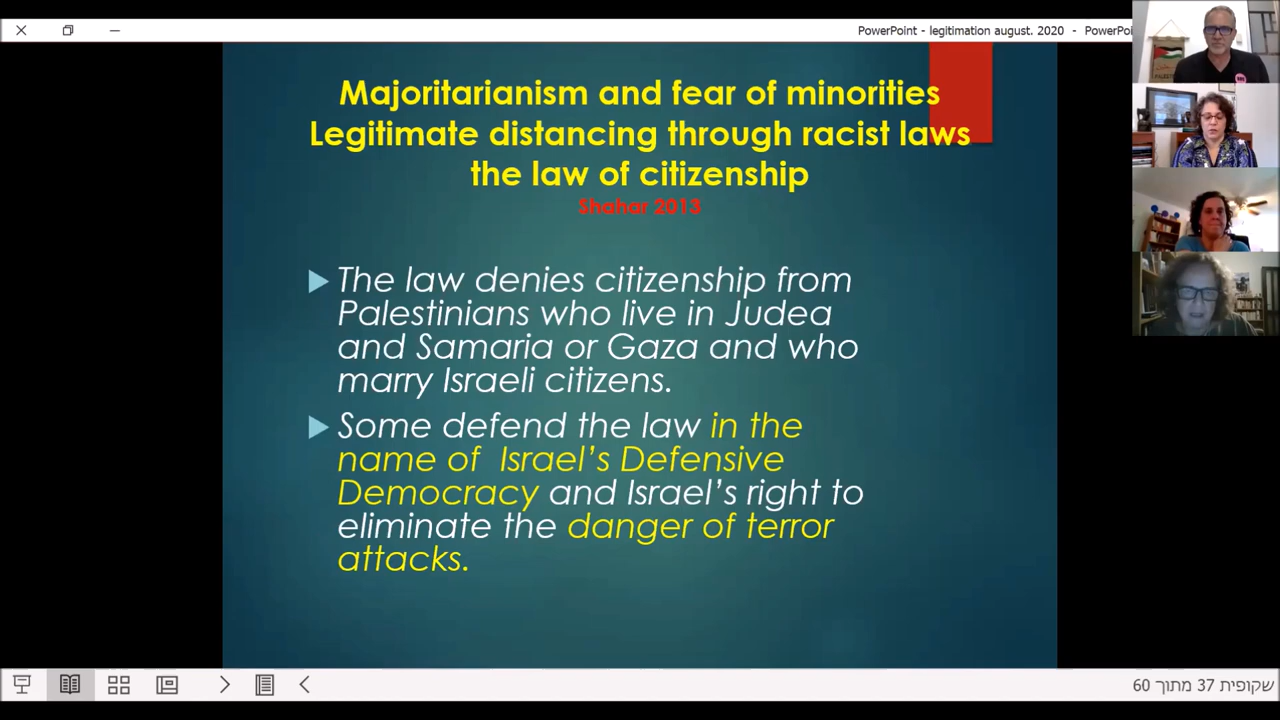 PowerPoint - legitimation august. 2020 - PowerPoi
Majoritarianism and fear of minorities
Legitimate distancing through racist laws
the law of citizenship
Shahar 2013
The law denies citizenship from
Palestinians who live in Judea
and Samaria or Gaza and who
marry Israeli citizens.
Some defend the law in the
name of Israel's Defensive
Democracy and Israel's right to
eliminate the danger of terror
attacks.
שקופית 37 מתוך 60